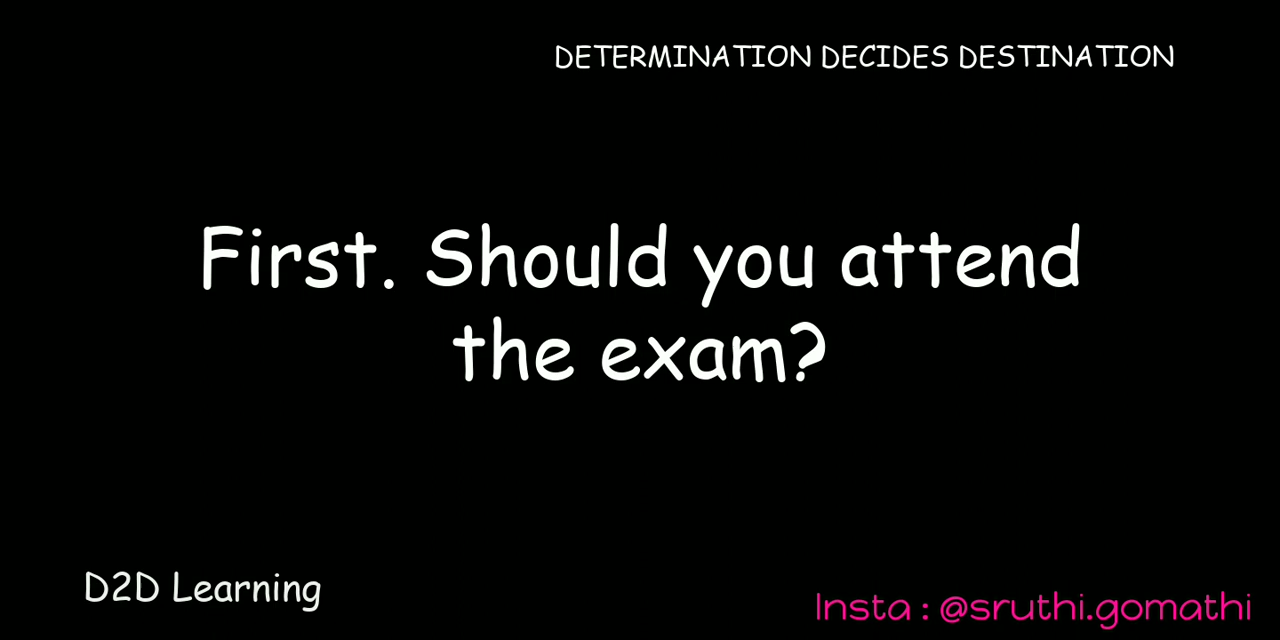 DETERMINATION DECIDES DESTINATION
First. Should you attend
the exam?
D2D Learning
Insta : @sruthi.gomathi